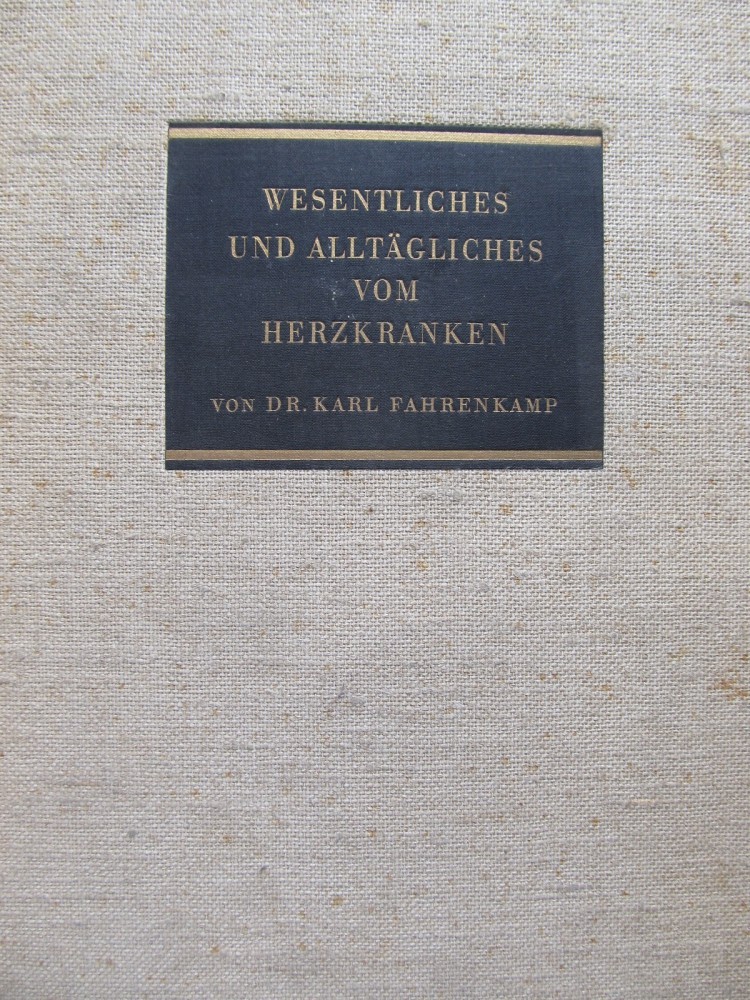 WESENTLICHES
UND ALLTÄGLICHES
VOM
HERZKRANKEN
VON DR. KARL FAHRENKAMP